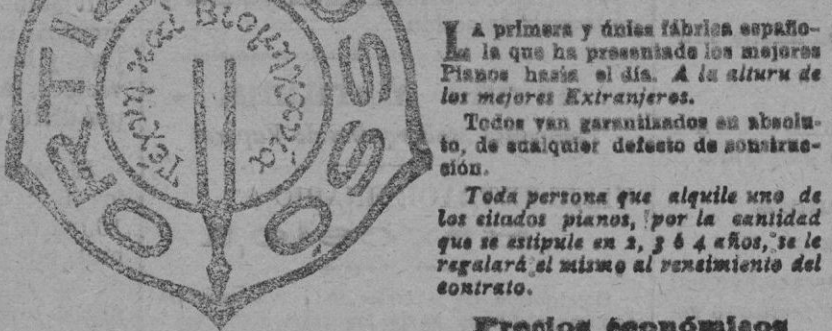 ORTIZ
CUSSÓ
LA primera y única fábrica españo-
la que ha presentado los mejores
Pianos hasta el día. A la altura de
los mejores Extranjeros.
Todos van garantizados en absolu-
to, de cualquier defecto de construc-
ción.
Toda persona que alquile uno de
los citados pianos, por la cantidad
que se estipule en 2, 3 ó 4 años, se le
regalará el mismo al vencimiento del
contrato.
Precios económicos